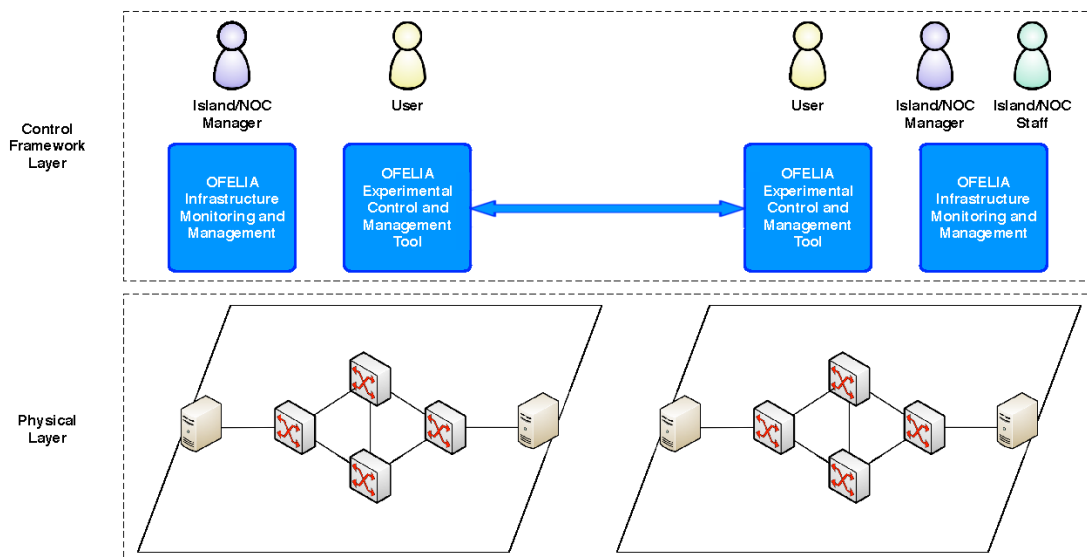 Island/NOC
Manager
User
User
Island/NOC
Manager
Island/NOC
Staff
Control
Framework
Layer
OFELIA
Infrastructure
Monitoring and
Management
OFELIA
Experimental
Control and
Management
Tool
OFELIA
Experimental
Control and
Management
Tool
OFELIA
Infrastructure
Monitoring and
Management
Physical
Layer